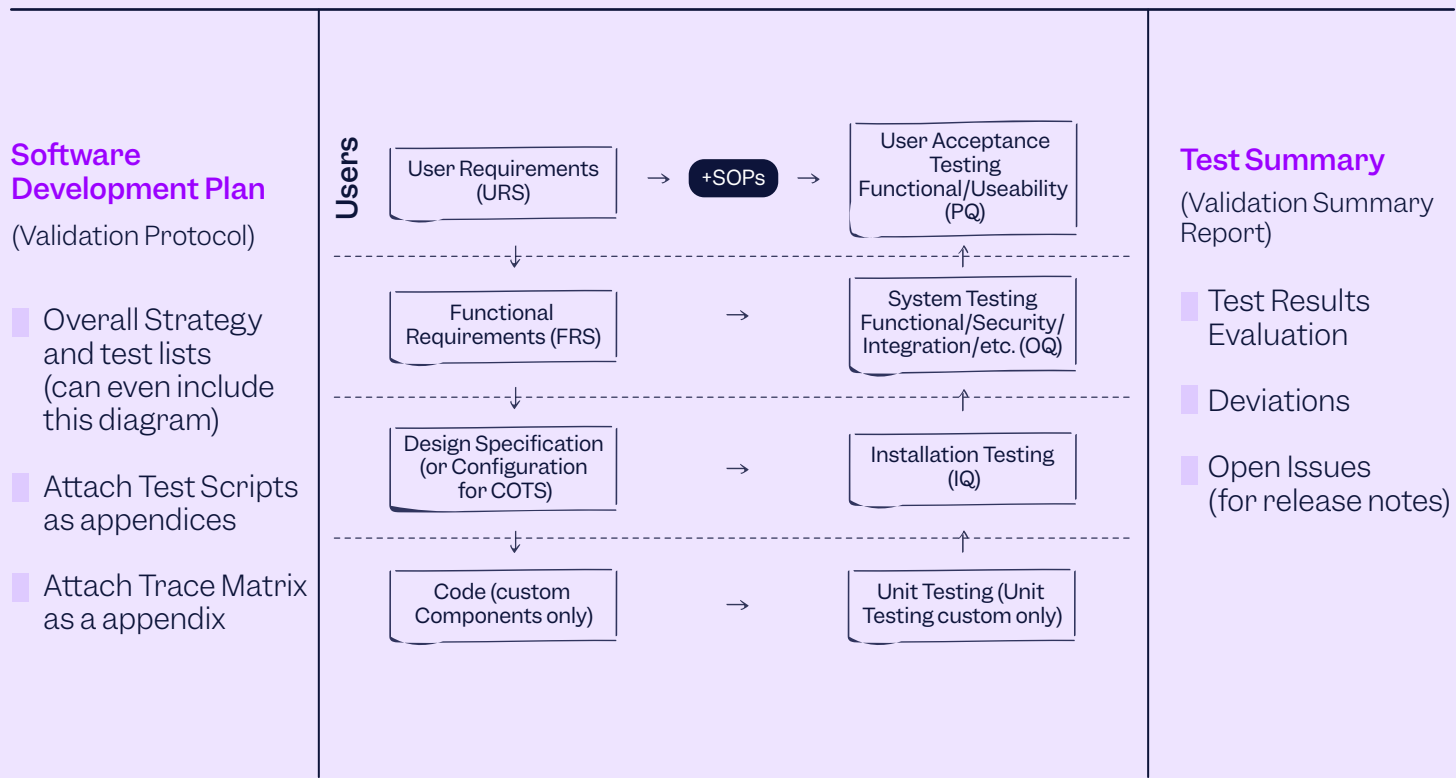 Software
Development Plan
(Validation Protocol)
Overall Strategy
and test lists
(can even include
this diagram)
Attach Test Scripts
as appendices
Attach Trace Matrix
as a appendix
Users
User Requirements
(URS)
+SOPs
User Acceptance
Testing
Functional/Useability
(PQ)
Functional
Requirements (FRS)
System Testing
Functional/Security/
Integration/etc. (OQ)
Design Specification
(or Configuration
for COTS)
Installation Testing
(IQ)
Code (custom
Components only)
Unit Testing (Unit
Testing custom only)
Test Summary
(Validation Summary
Report)
Test Results
Evaluation
Deviations
Open Issues
(for release notes)